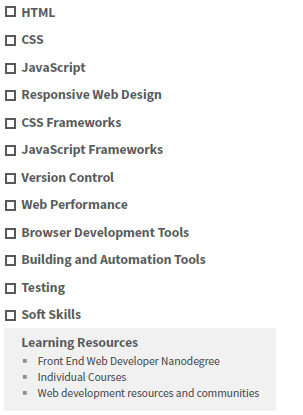 HTML
CSS
JavaScript
Responsive Web Design
CSS Frameworks
JavaScript Frameworks
Version Control
Web Performance
Browser Development Tools
Building and Automation Tools
Testing
Soft Skills
Learning Resources
Front End Web Developer Nanodegree
Individual Courses
Web development resources and communities